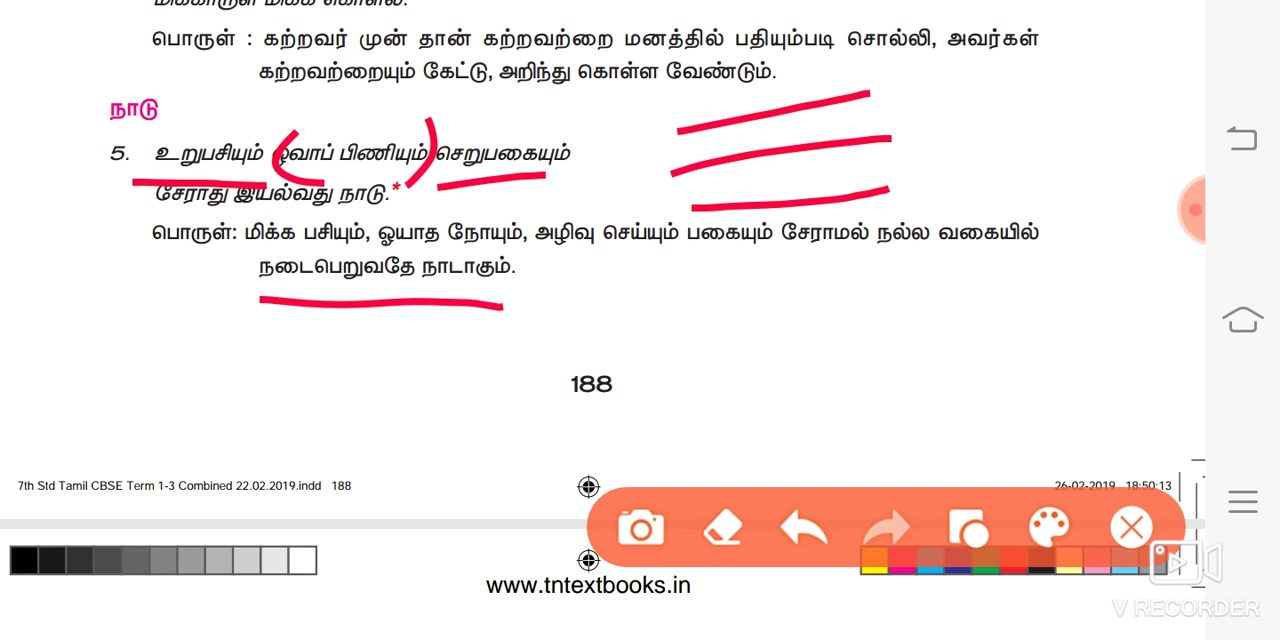 மிக்காருள் மிக்க கொளல்.
பொருள் : கற்றவர் முன் தான் கற்றவற்றை மனத்தில் பதியும்படி சொல்லி, அவர்கள்
கற்றவற்றையும் கேட்டு, அறிந்து கொள்ள வேண்டும்.
நாடு
5. உறுபசியும் ஓவாப் பிணியும் செறுபகையும்
சேராது இயல்வது நாடு.*
பொருள்: மிக்க பசியும், ஓயாத நோயும், அழிவு செய்யும் பகையும் சேராமல் நல்ல வகையில்
நடைபெறுவதே நாடாகும்.
188
7th Std Tamil CBSE Term 1-3 Combined 22.02.2019.indd 188
26-02-2019 18:50:13
www.tntextbooks.in
V RECORDER